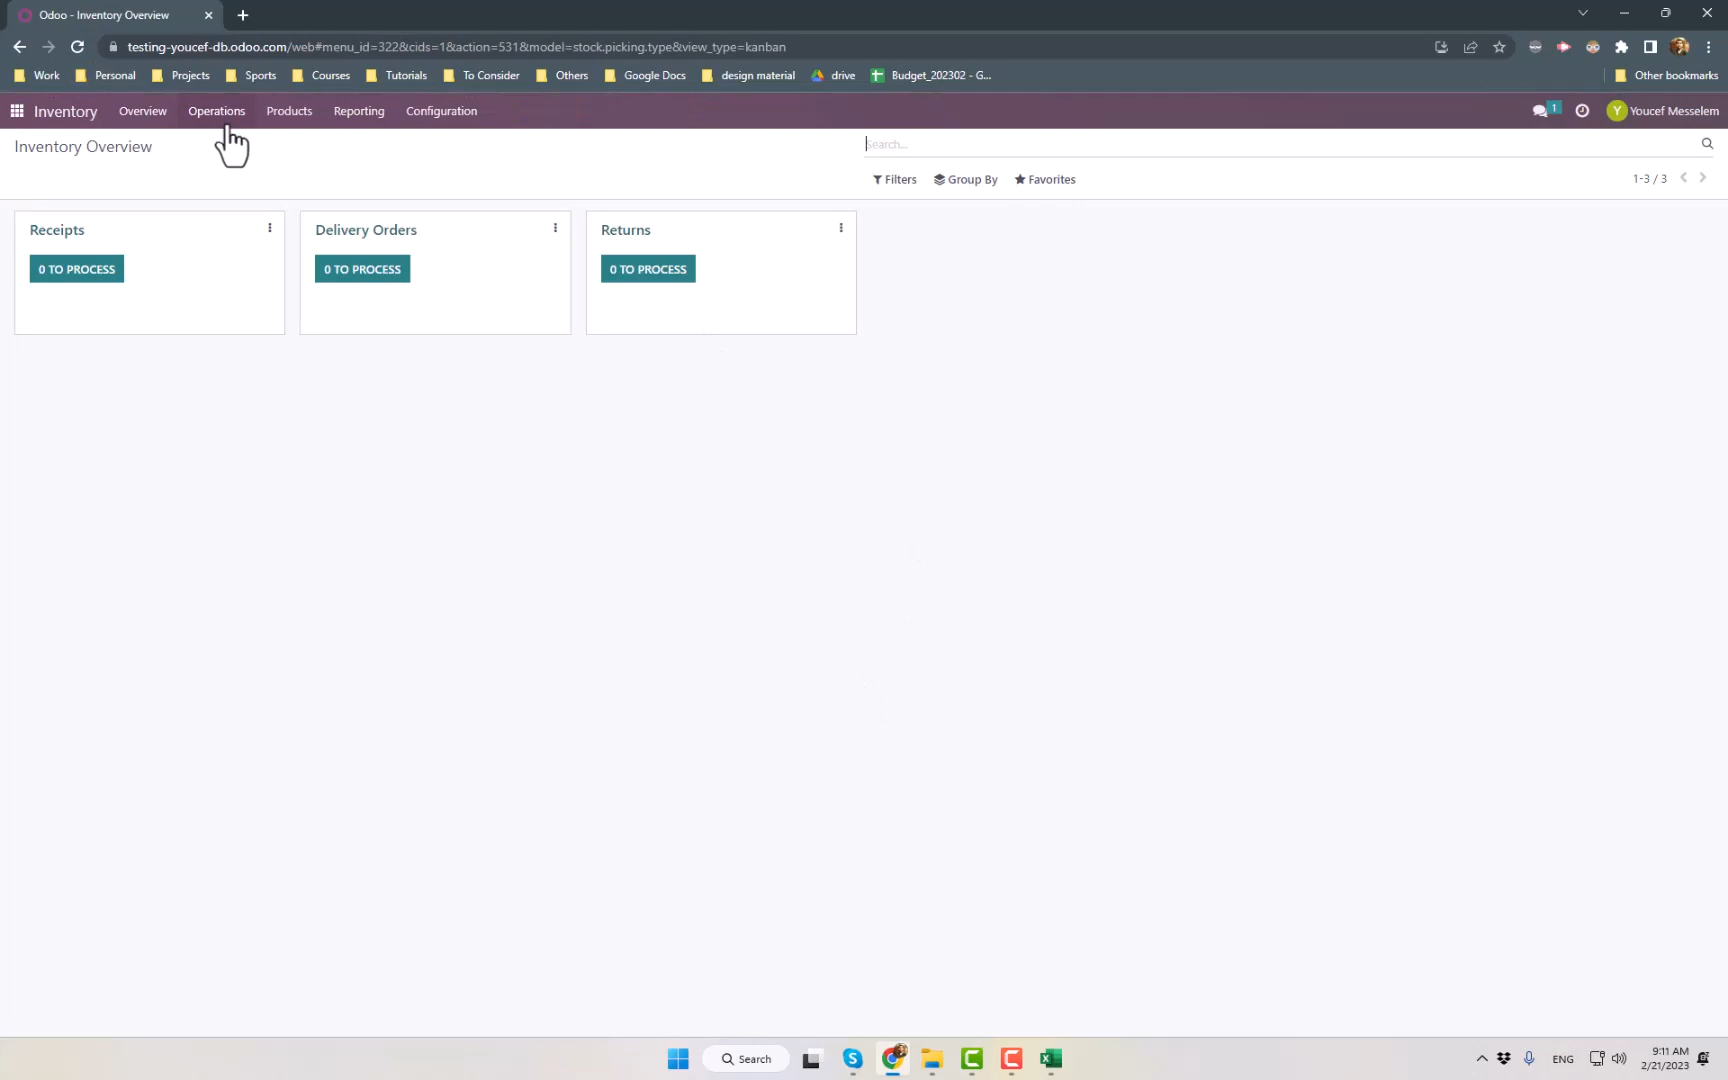 Odoo - Inventory Overview
testing-youcef-db.odoo.com/web#menu_id=322&cids=1&action=531&model=stock.picking.type&view_type=kanban
Work Personal Projects Sports Courses Tutorials To Consider Others Google Docs design material drive Budget_202302 - G... Other bookmarks
Inventory Overview Operations Products Reporting Configuration 1 Y Youcef Messelem
Inventory Overview Search...
Filters Group By Favorites 1-3 / 3
Receipts Delivery Orders Returns
0 TO PROCESS 0 TO PROCESS 0 TO PROCESS
Search ENG 9:11 AM
2/21/2023